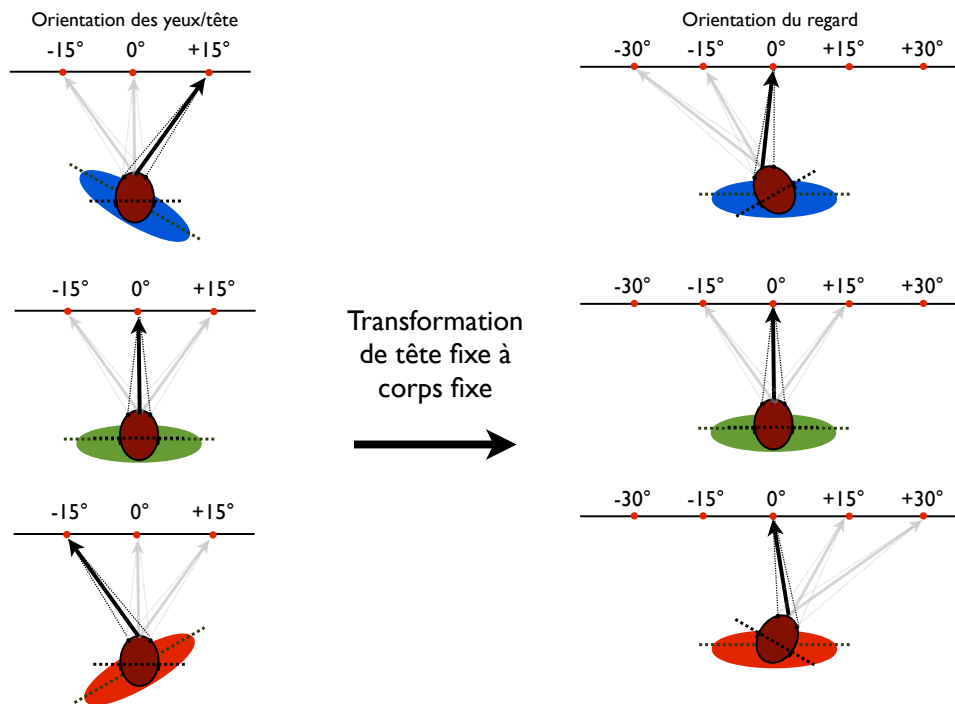 Orientation des yeux/tête
-15° 0° +15°
Orientation du regard
-30° -15° 0° +15° +30°
-15° 0° +15°
-30° -15° 0° +15° +30°
Transformation
de tête fixe à
corps fixe
-15° 0° +15°
-30° -15° 0° +15° +30°